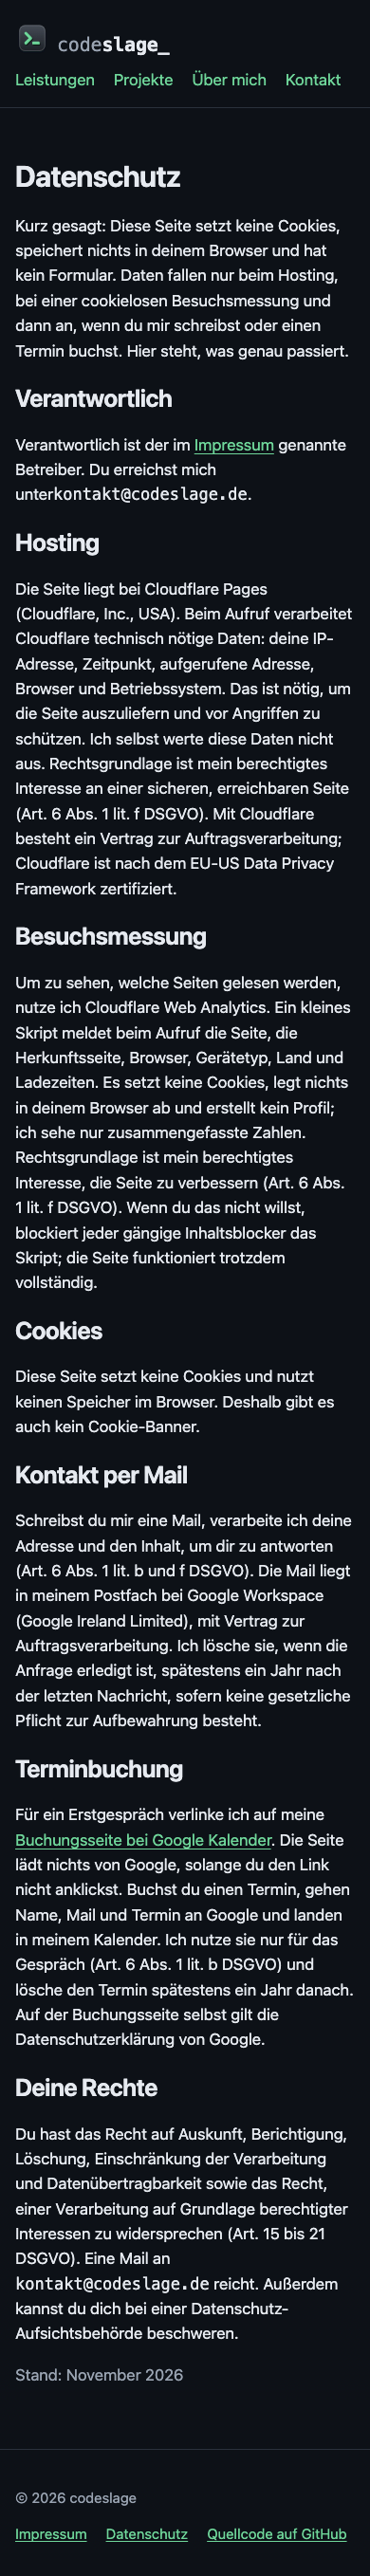 codeslage_
Leistungen Projekte Über mich Kontakt
Datenschutz
Kurz gesagt: Diese Seite setzt keine Cookies,
speichert nichts in deinem Browser und hat
kein Formular. Daten fallen nur beim Hosting,
bei einer cookielosen Besuchsmessung und
dann an, wenn du mir schreibst oder einen
Termin buchst. Hier steht, was genau passiert.
Verantwortlich
Verantwortlich ist der im Impressum genannte
Betreiber. Du erreichst mich
unterkontakt@codeslage.de.
Hosting
Die Seite liegt bei Cloudflare Pages
(Cloudflare, Inc., USA). Beim Aufruf verarbeitet
Cloudflare technisch nötige Daten: deine IP-
Adresse, Zeitpunkt, aufgerufene Adresse,
Browser und Betriebssystem. Das ist nötig, um
die Seite auszuliefern und vor Angriffen zu
schützen. Ich selbst werte diese Daten nicht
aus. Rechtsgrundlage ist mein berechtigtes
Interesse an einer sicheren, erreichbaren Seite
(Art. 6 Abs. 1 lit. f DSGVO). Mit Cloudflare
besteht ein Vertrag zur Auftragsverarbeitung;
Cloudflare ist nach dem EU-US Data Privacy
Framework zertifiziert.
Besuchsmessung
Um zu sehen, welche Seiten gelesen werden,
nutze ich Cloudflare Web Analytics. Ein kleines
Skript meldet beim Aufruf die Seite, die
Herkunftsseite, Browser, Gerätetyp, Land und
Ladezeiten. Es setzt keine Cookies, legt nichts
in deinem Browser ab und erstellt kein Profil;
ich sehe nur zusammengefasste Zahlen.
Rechtsgrundlage ist mein berechtigtes
Interesse, die Seite zu verbessern (Art. 6 Abs.
1 lit. f DSGVO). Wenn du das nicht willst,
blockiert jeder gängige Inhaltsblocker das
Skript; die Seite funktioniert trotzdem
vollständig.
Cookies
Diese Seite setzt keine Cookies und nutzt
keinen Speicher im Browser. Deshalb gibt es
auch kein Cookie-Banner.
Kontakt per Mail
Schreibst du mir eine Mail, verarbeite ich deine
Adresse und den Inhalt, um dir zu antworten
(Art. 6 Abs. 1 lit. b und f DSGVO). Die Mail liegt
in meinem Postfach bei Google Workspace
(Google Ireland Limited), mit Vertrag zur
Auftragsverarbeitung. Ich lösche sie, wenn die
Anfrage erledigt ist, spätestens ein Jahr nach
der letzten Nachricht, sofern keine gesetzliche
Pflicht zur Aufbewahrung besteht.
Terminbuchung
Für ein Erstgespräch verlinke ich auf meine
Buchungsseite bei Google Kalender. Die Seite
lädt nichts von Google, solange du den Link
nicht anklickst. Buchst du einen Termin, gehen
Name, Mail und Termin an Google und landen
in meinem Kalender. Ich nutze sie nur für das
Gespräch (Art. 6 Abs. 1 lit. b DSGVO) und
lösche den Termin spätestens ein Jahr danach.
Auf der Buchungsseite selbst gilt die
Datenschutzerklärung von Google.
Deine Rechte
Du hast das Recht auf Auskunft, Berichtigung,
Löschung, Einschränkung der Verarbeitung
und Datenübertragbarkeit sowie das Recht,
einer Verarbeitung auf Grundlage berechtigter
Interessen zu widersprechen (Art. 15 bis 21
DSGVO). Eine Mail an
kontakt@codeslage.de reicht. Außerdem
kannst du dich bei einer Datenschutz-
Aufsichtsbehörde beschweren.
Stand: November 2026
© 2026 codeslage
Impressum Datenschutz Quellcode auf GitHub